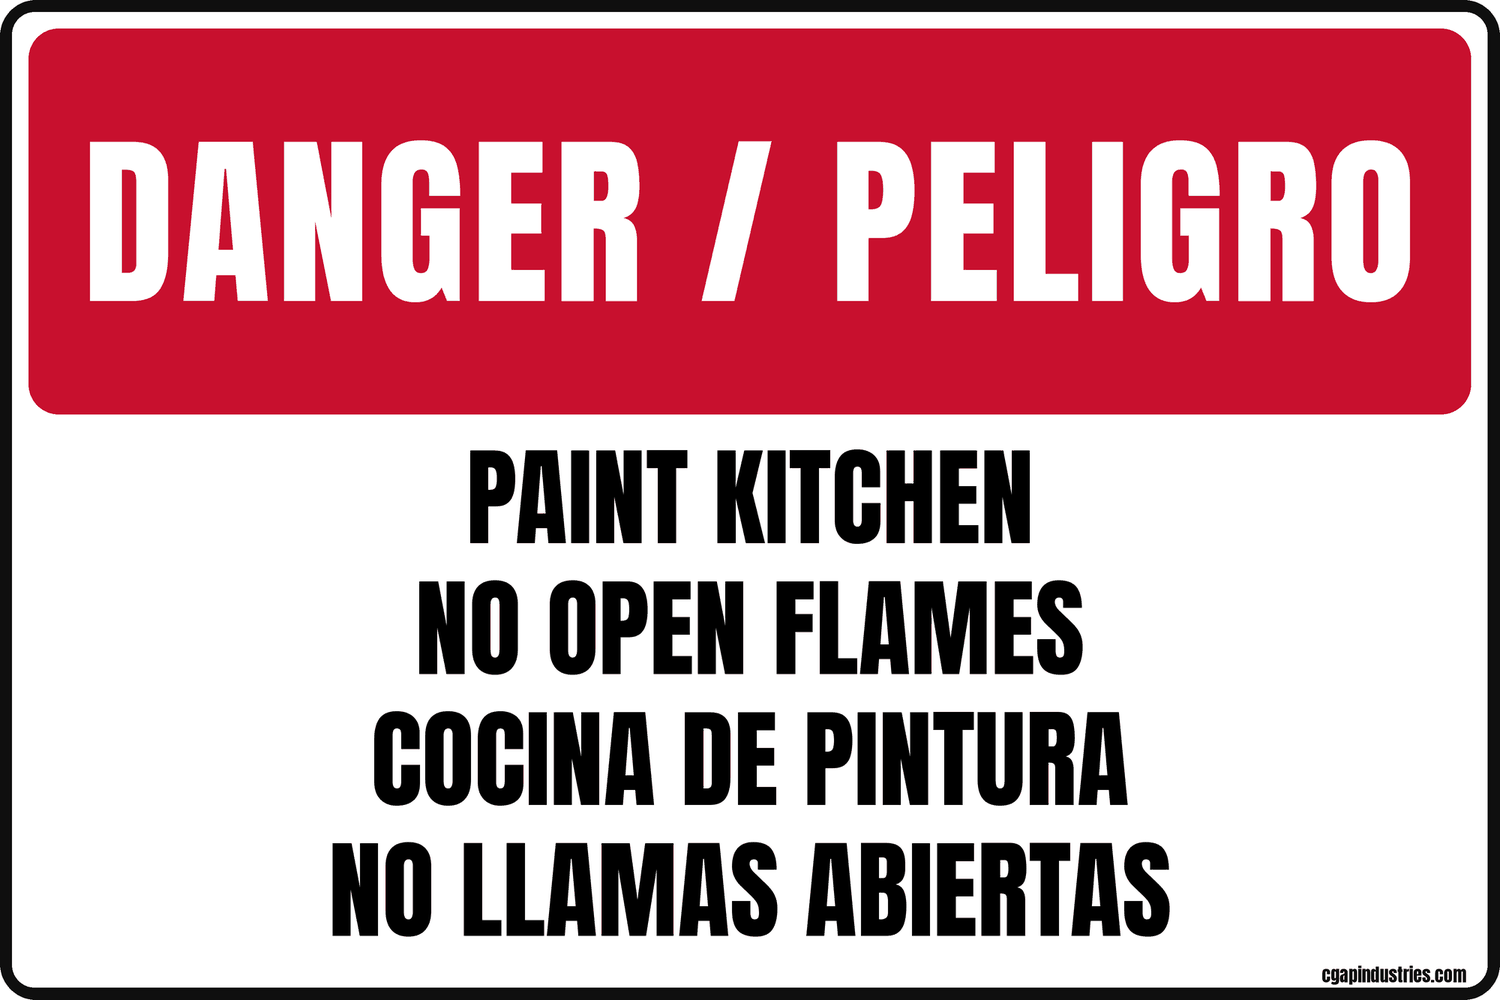 DANGER / PELIGRO
PAINT KITCHEN
NO OPEN FLAMES
COCINA DE PINTURA
NO LLAMAS ABIERTAS
cgapindustries.com